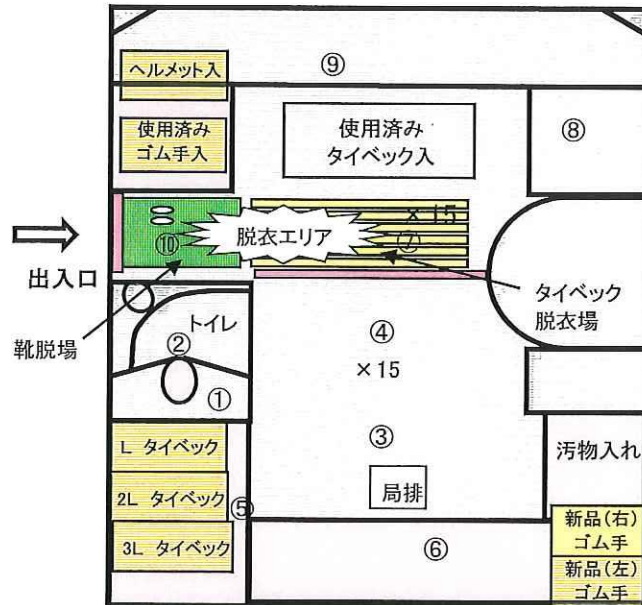 ⑨
ヘルメット入
使用済み
ゴム手入
使用済み
タイベック入
⑧
×15
⑩
脱衣エリア
⑦
出入口
タイベック
脱衣場
靴脱場
トイレ
②
①
④
×15
③
局排
汚物入れ
L タイベック
2L タイベック
3L タイベック
⑤
⑥
新品(右)
ゴム手
新品(左)
ゴム手